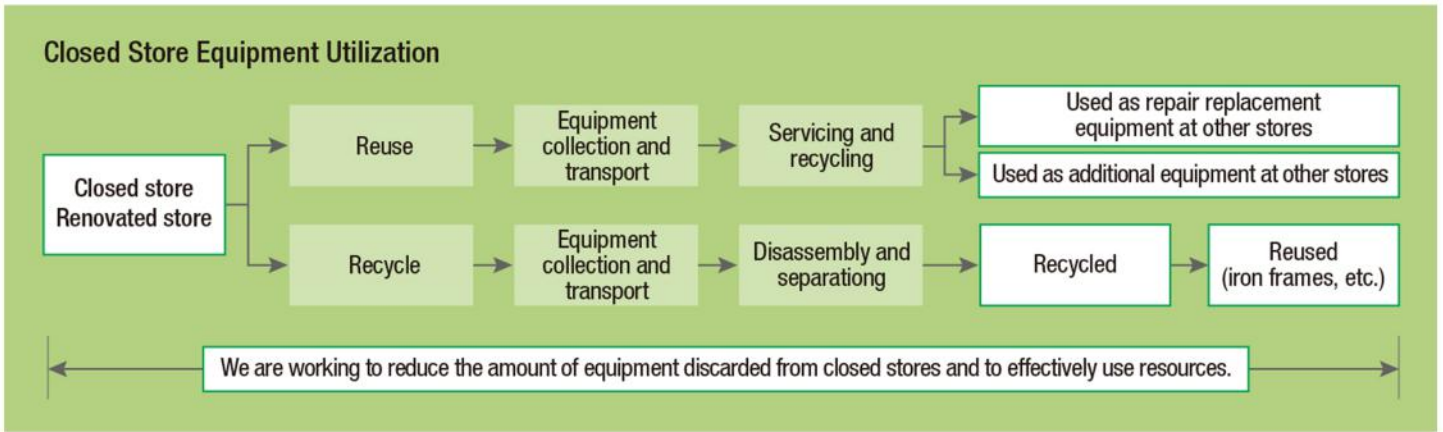 Closed Store Equipment Utilization
Closed store
Renovated store
Reuse
Equipment
collection and
transport
Servicing and
recycling
Used as repair replacement
equipment at other stores
Used as additional equipment at other stores
Recycle
Equipment
collection and
transport
Disassembly and
separationg
Recycled
Reused
(iron frames, etc.)
We are working to reduce the amount of equipment discarded from closed stores and to effectively use resources.